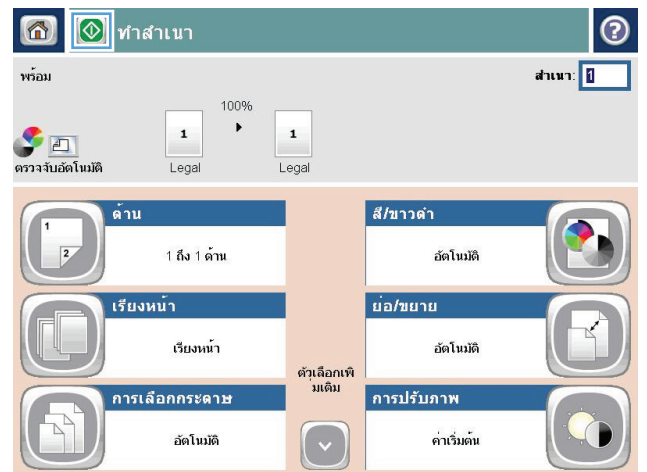 ทำสำเนา
พร้อม
สำเนา: 1
100%
1 1
ตรวจจับอัตโนมัติ
Legal Legal
ด้าน
1 2
1 ถึง 1 ด้าน
สี/ขาวดำ
อัตโนมัติ
เรียงหน้า
เรียงหน้า
ย่อ/ขยาย
อัตโนมัติ
ตัวเลือกเพิ
่มเติม
การเลือกกระดาษ
อัตโนมัติ
การปรับภาพ
ค่าเริ่มต้น